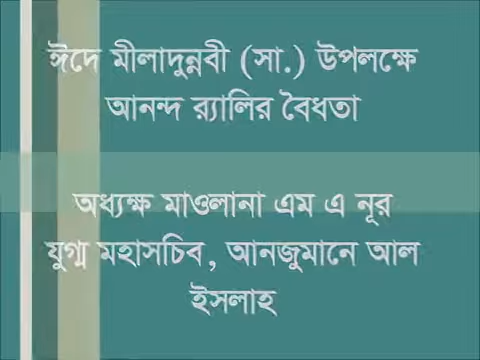 ঈদে মীলাদুন্নবী (সা.) উপলক্ষে
আনন্দ র‍্যালির বৈধতা
অধ্যক্ষ মাওলানা এম এ নূর
যুগ্ম মহাসচিব, আনজুমানে আল
ইসলাহ